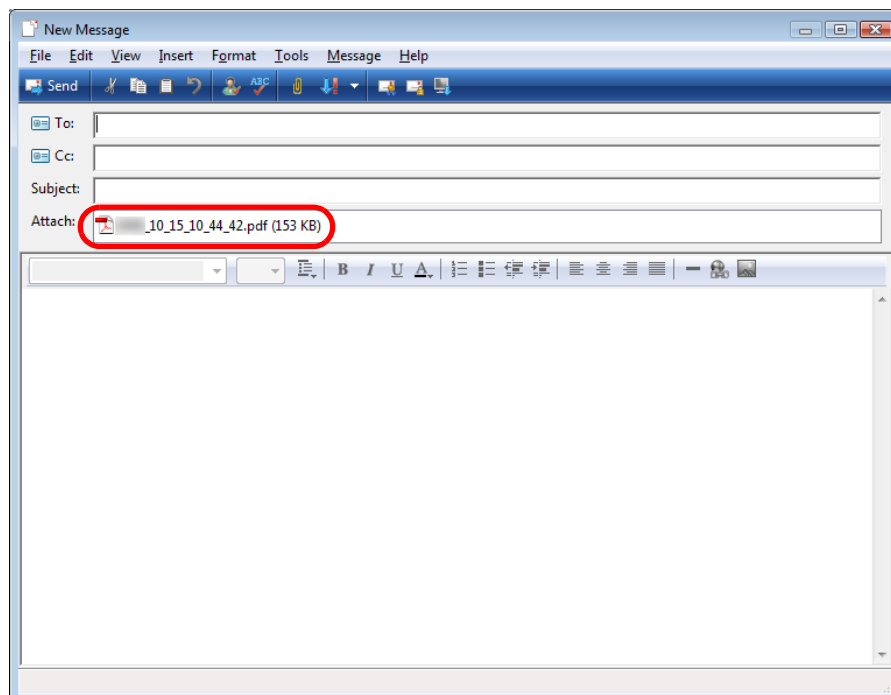 New Message
File Edit View Insert Format Tools Message Help
Send ABC
To:
Cc:
Subject:
Attach: _10_15_10_44_42.pdf (153 KB)
B I U A